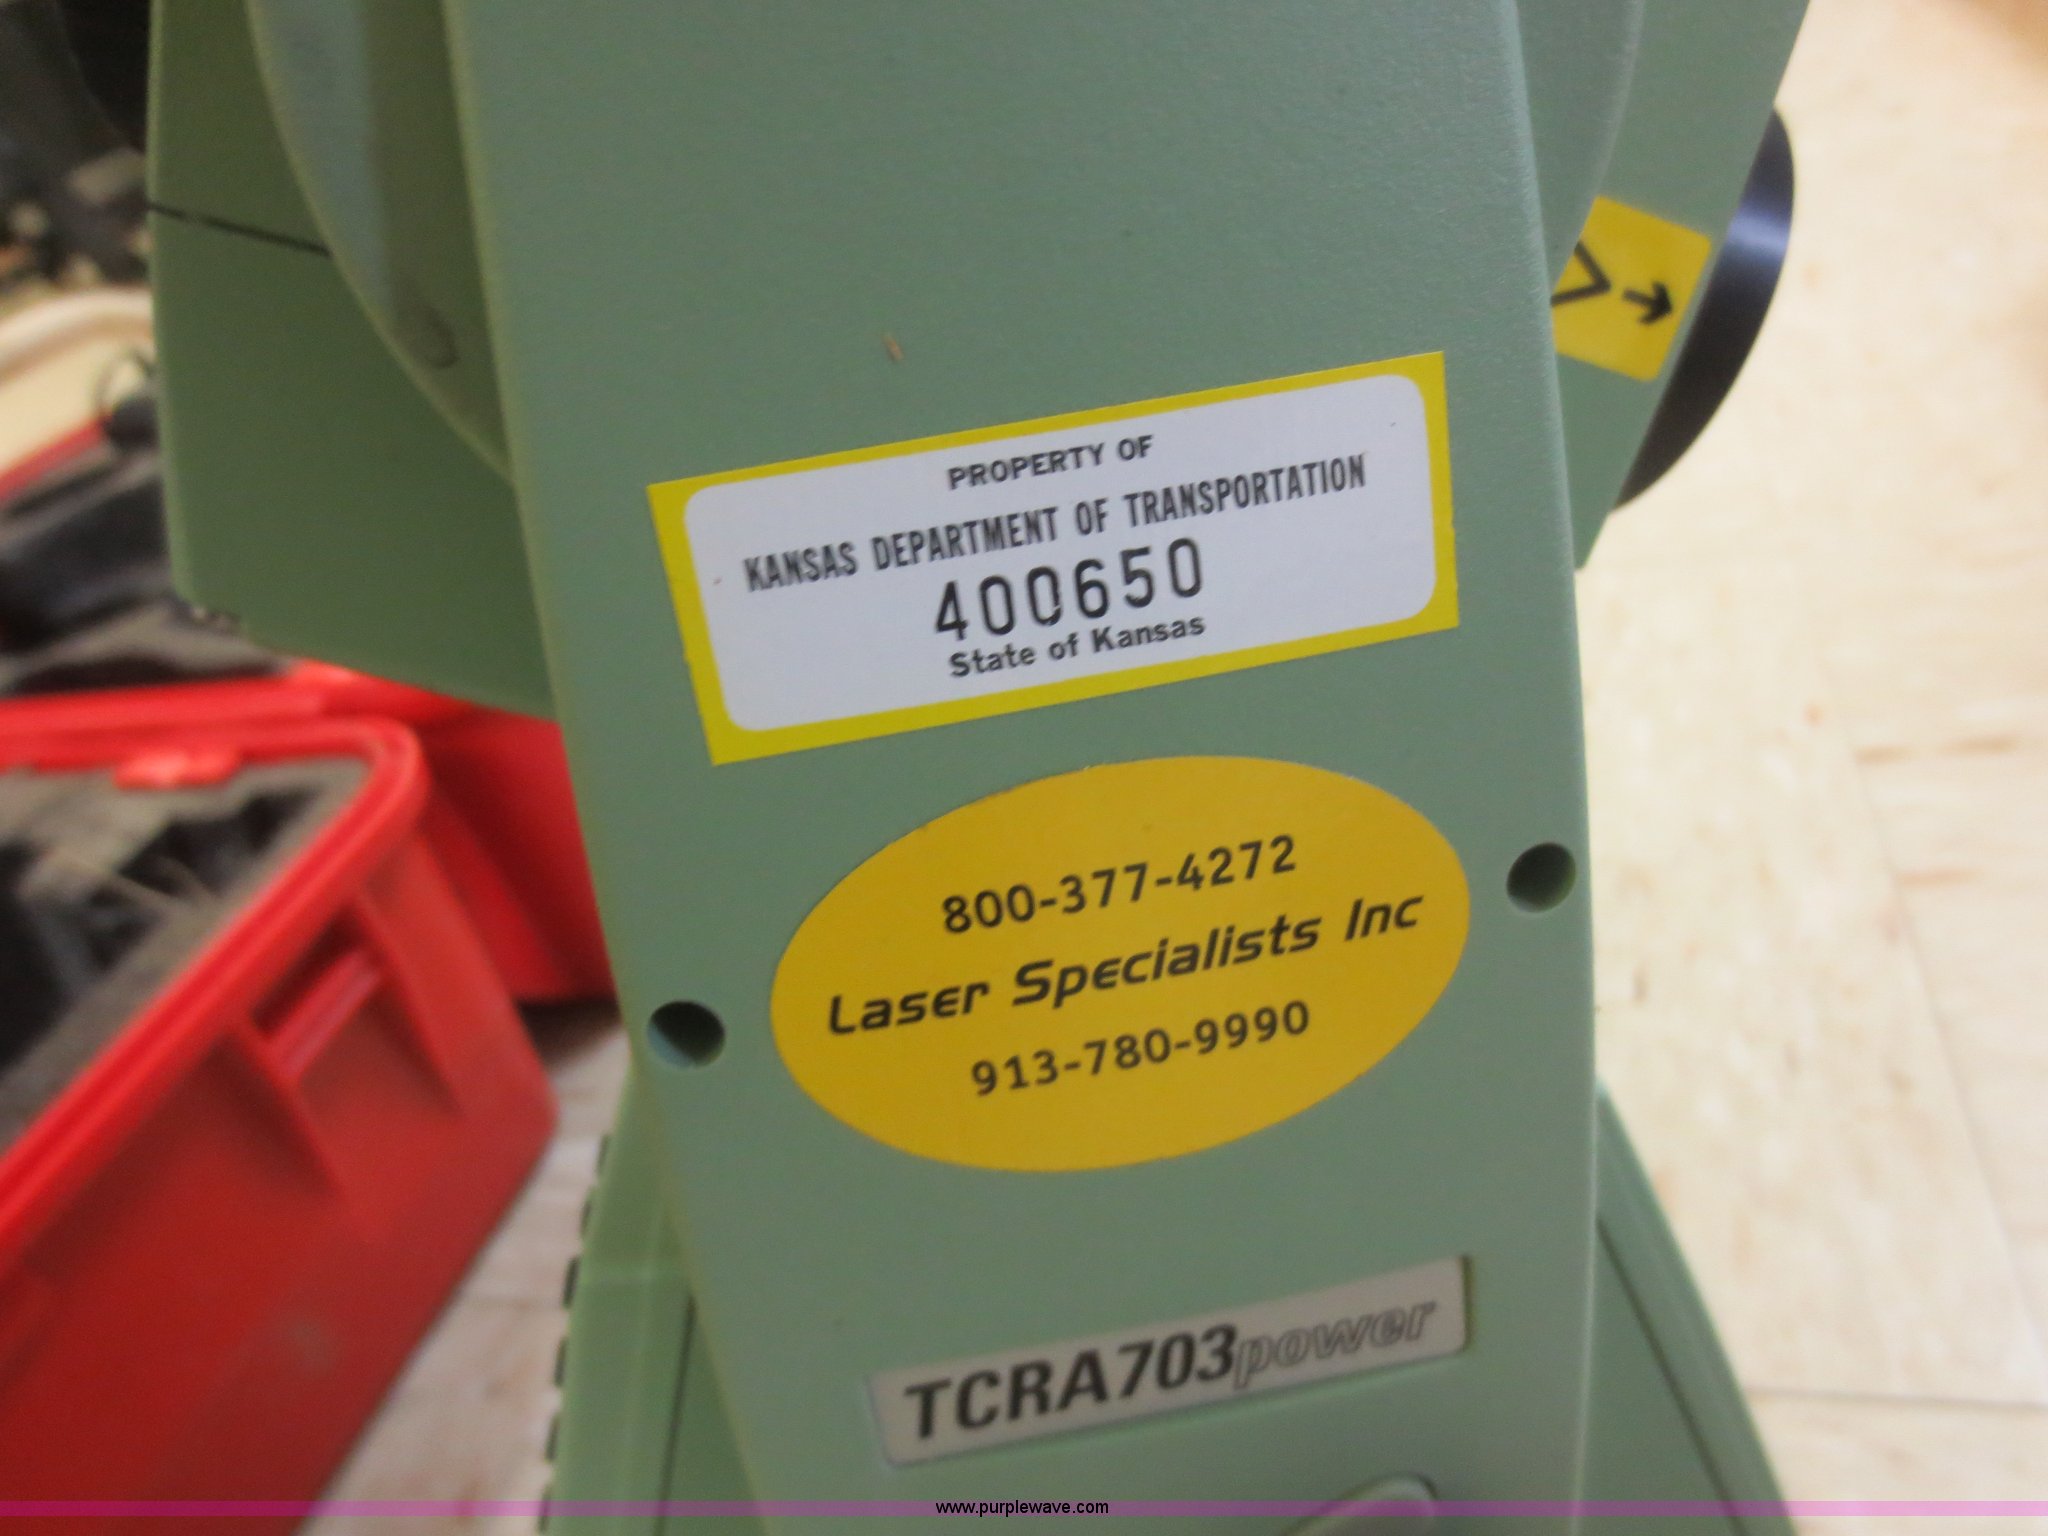 PROPERTY OF
KANSAS DEPARTMENT OF TRANSPORTATION
400650
State of Kansas
800-377-4272
Laser Specialists Inc
913-780-9990
TCRA703power
www.purplewave.com